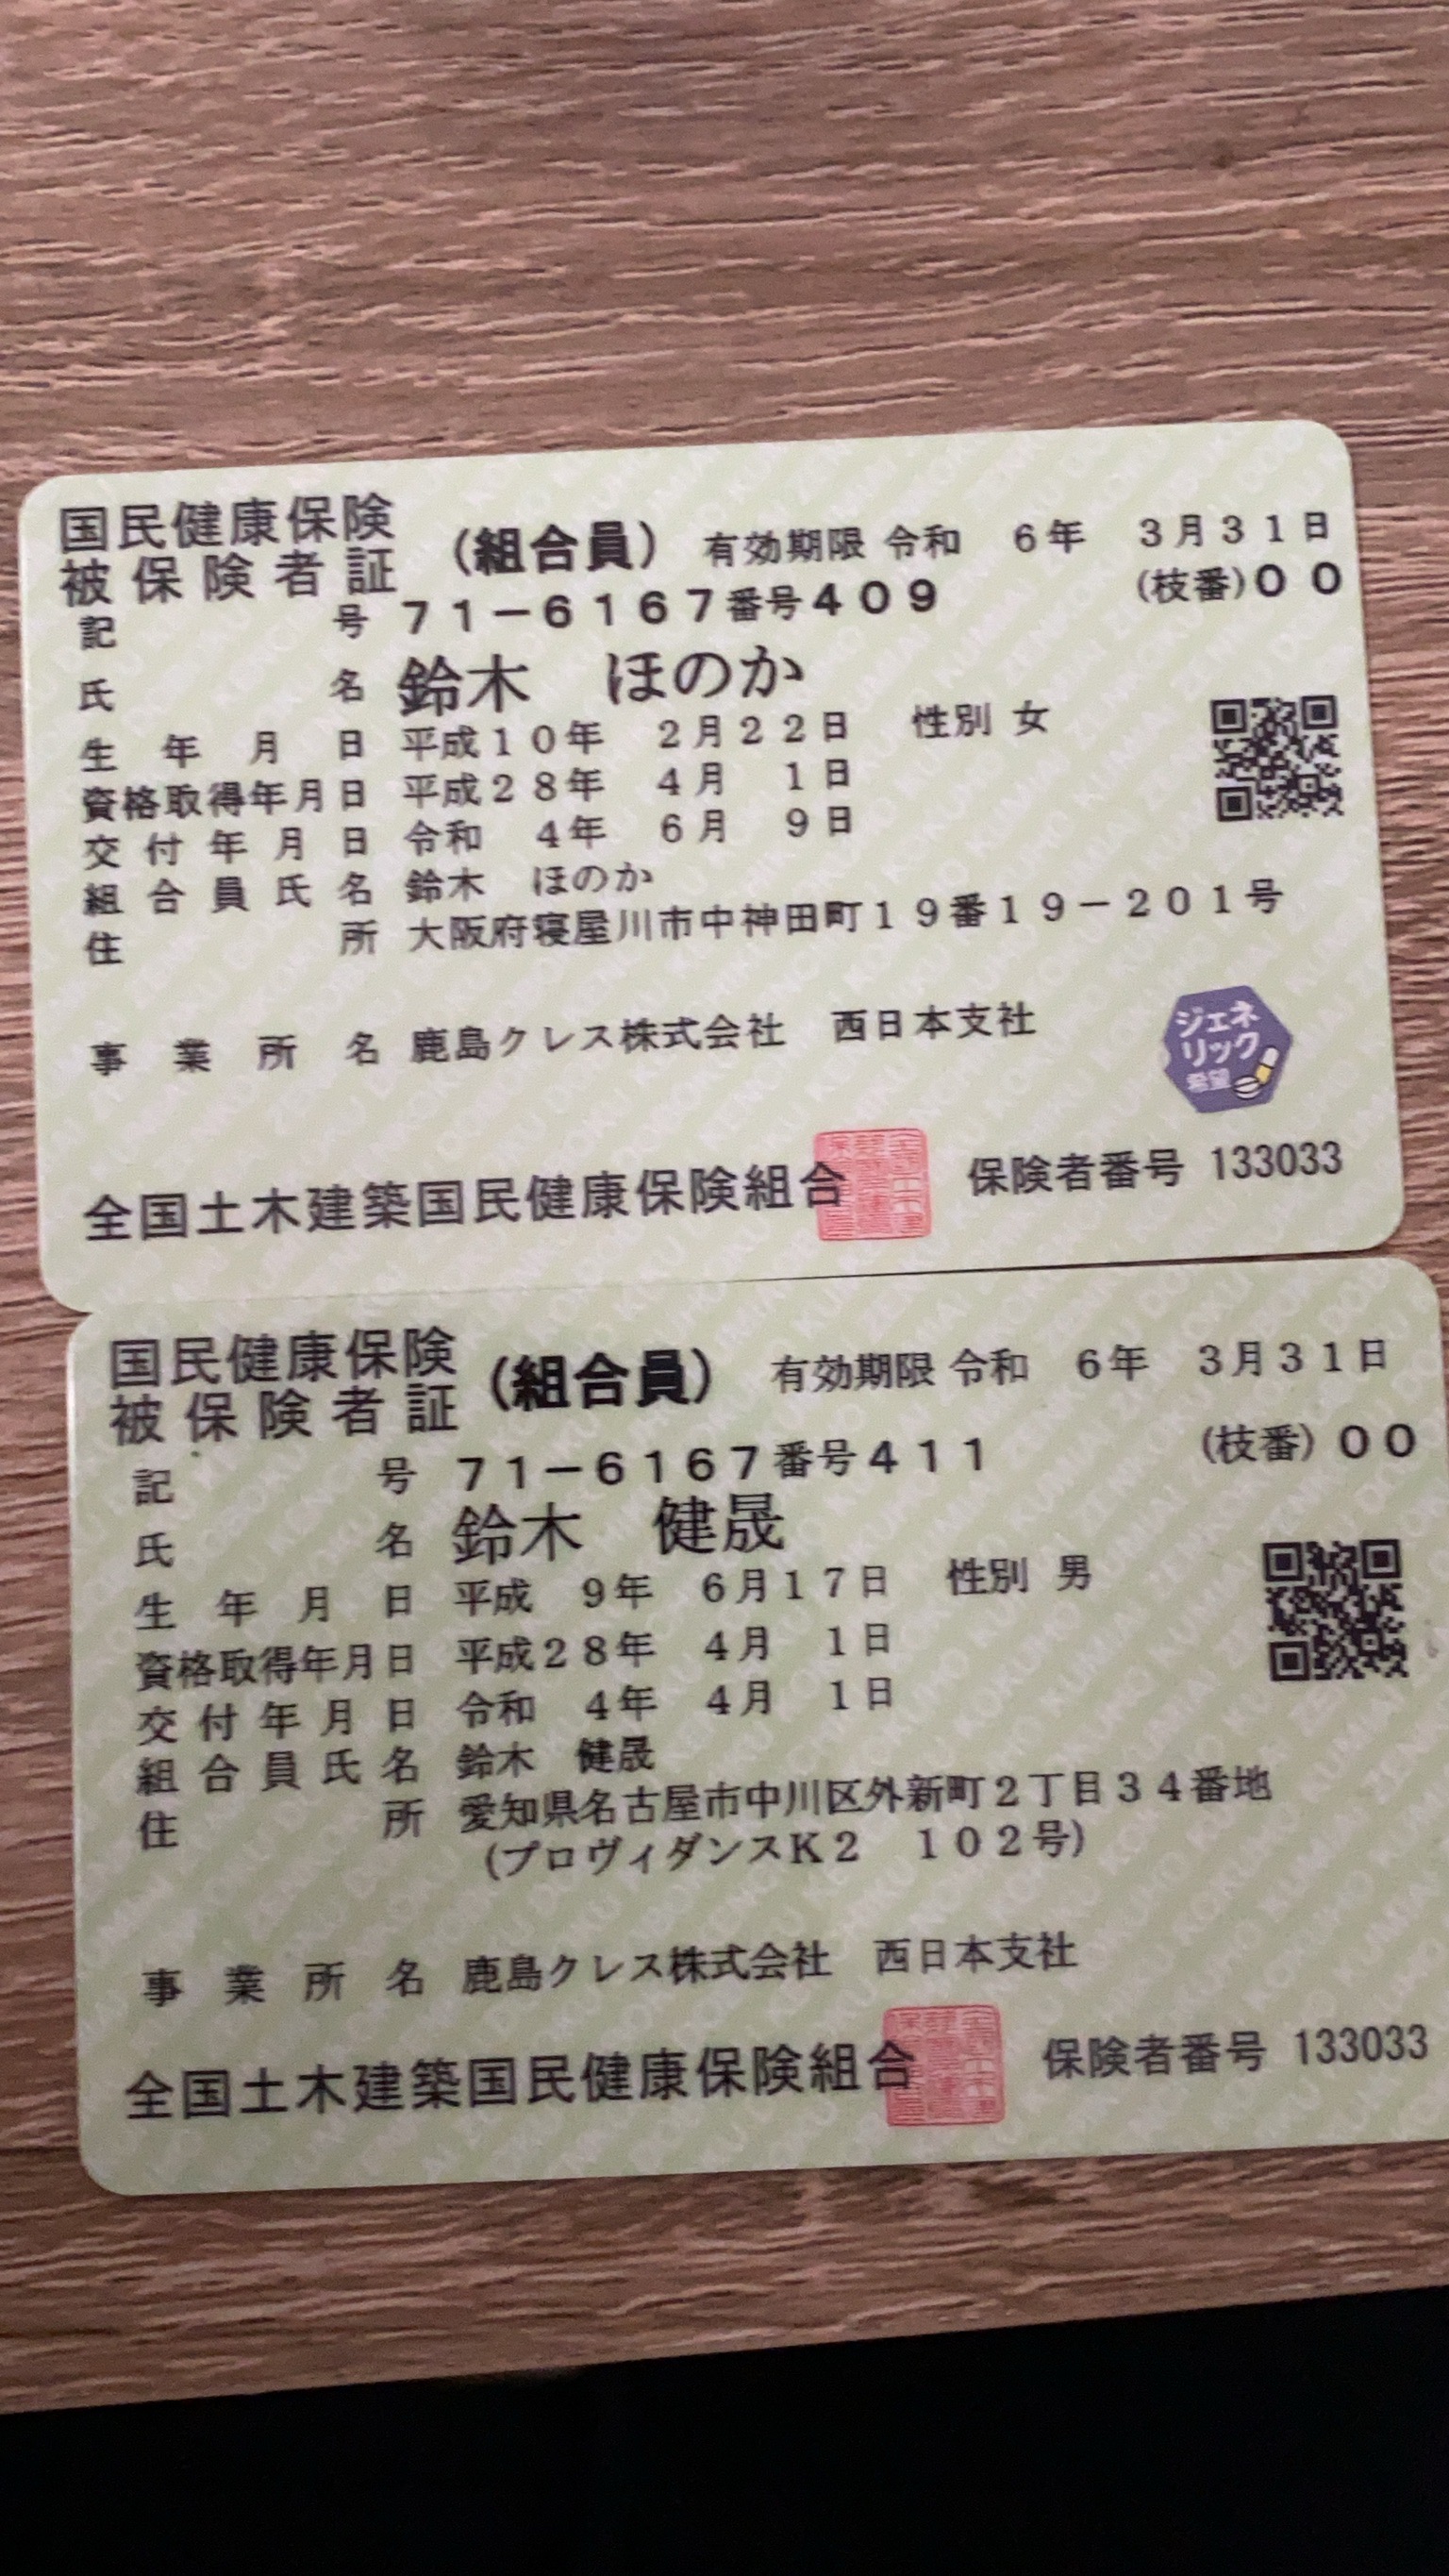 国民健康保険
被保険者証
(組合員) 有効期限 令和 6年 3月31日
記号 71-6167番号409 (枝番)00
氏名 鈴木 ほのか
生年月日 平成10年 2月22日 性別 女
資格取得年月日 平成28年 4月 1日
交付年月日 令和 4年 6月 9日
組合員氏名 鈴木 ほのか
住所 大阪府寝屋川市中神田町19番19-201号
事業所名 鹿島クレス株式会社 西日本支社
ジェネ
リック
希望
全国土木建築国民健康保険組合 保険者番号 133033
国民健康保険
被保険者証
(組合員) 有効期限 令和 6年 3月31日
記号 71-6167番号411 (枝番) 00
氏名 鈴木 健晟
生年月日 平成 9年 6月17日 性別 男
資格取得年月日 平成28年 4月 1日
交付年月日 令和 4年 4月 1日
組合員氏名 鈴木 健晟
住所 愛知県名古屋市中川区外新町2丁目34番地
(プロヴィダンスK2 102号)
事業所名 鹿島クレス株式会社 西日本支社
全国土木建築国民健康保険組合 保険者番号 133033